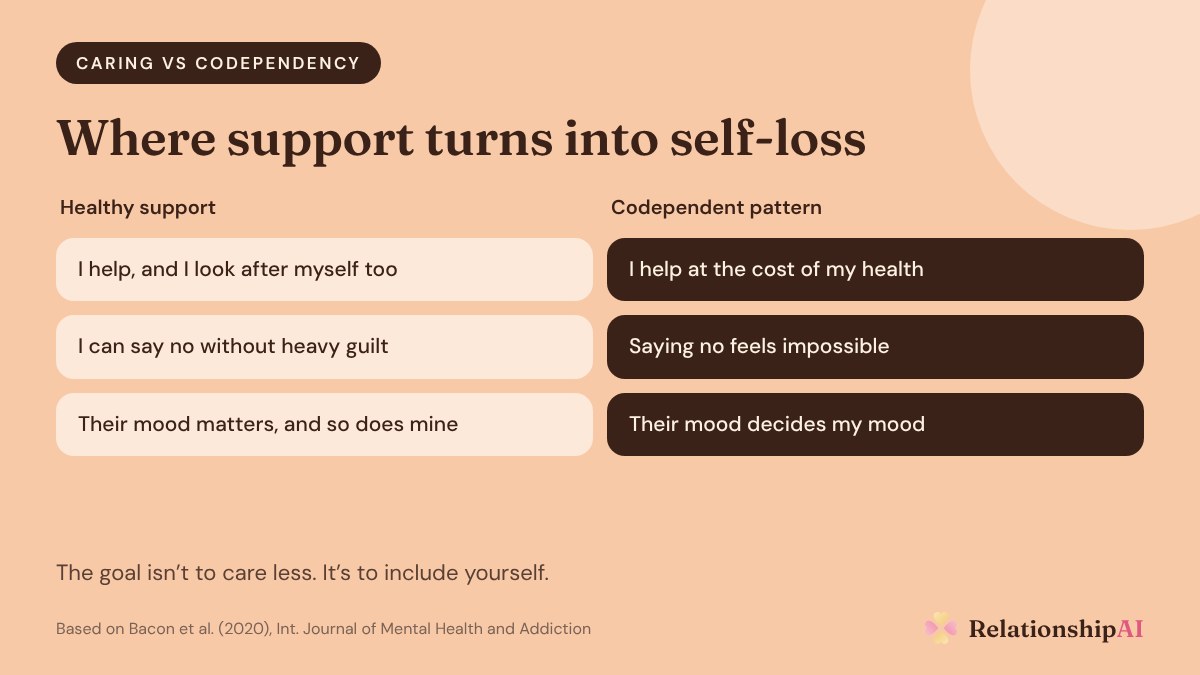 CARING VS CODEPENDENCY
Where support turns into self-loss
Healthy support
Codependent pattern
I help, and I look after myself too
I help at the cost of my health
I can say no without heavy guilt
Saying no feels impossible
Their mood matters, and so does mine
Their mood decides my mood
The goal isn’t to care less. It’s to include yourself.
Based on Bacon et al. (2020), Int. Journal of Mental Health and Addiction
RelationshipAI